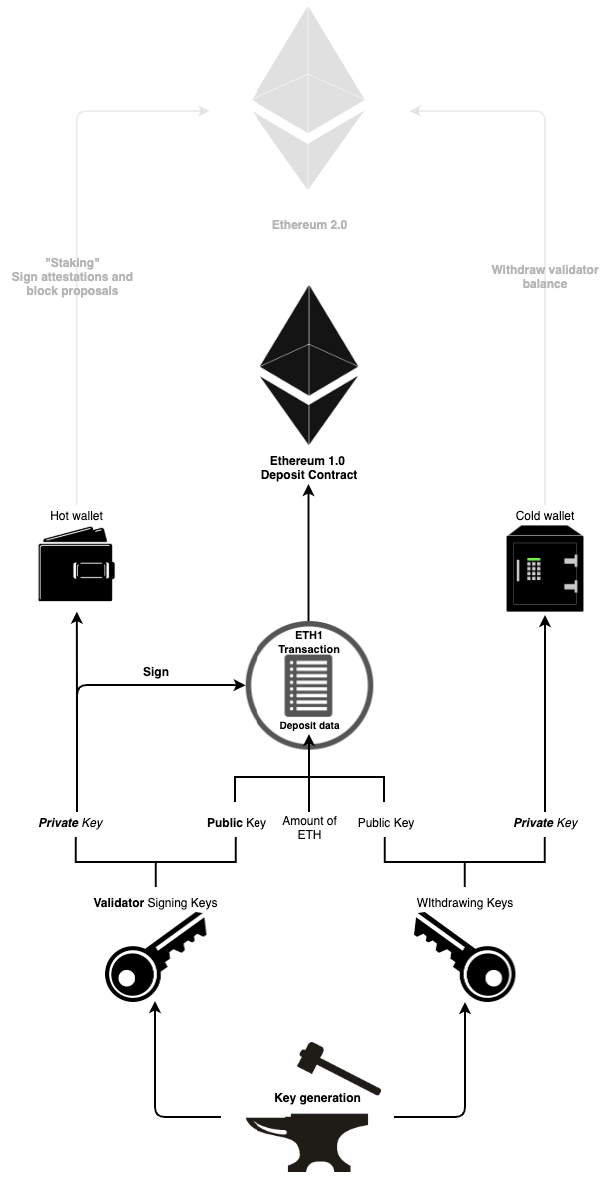 Ethereum 2.0
"Staking"
Sign attestations and
block proposals
Withdraw validator
balance
Ethereum 1.0
Deposit Contract
Hot wallet
Cold wallet
ETH1
Transaction
Sign
Deposit data
Private Key
Public Key
Amount of
ETH
Public Key
Private Key
Validator Signing Keys
WIthdrawing Keys
Key generation